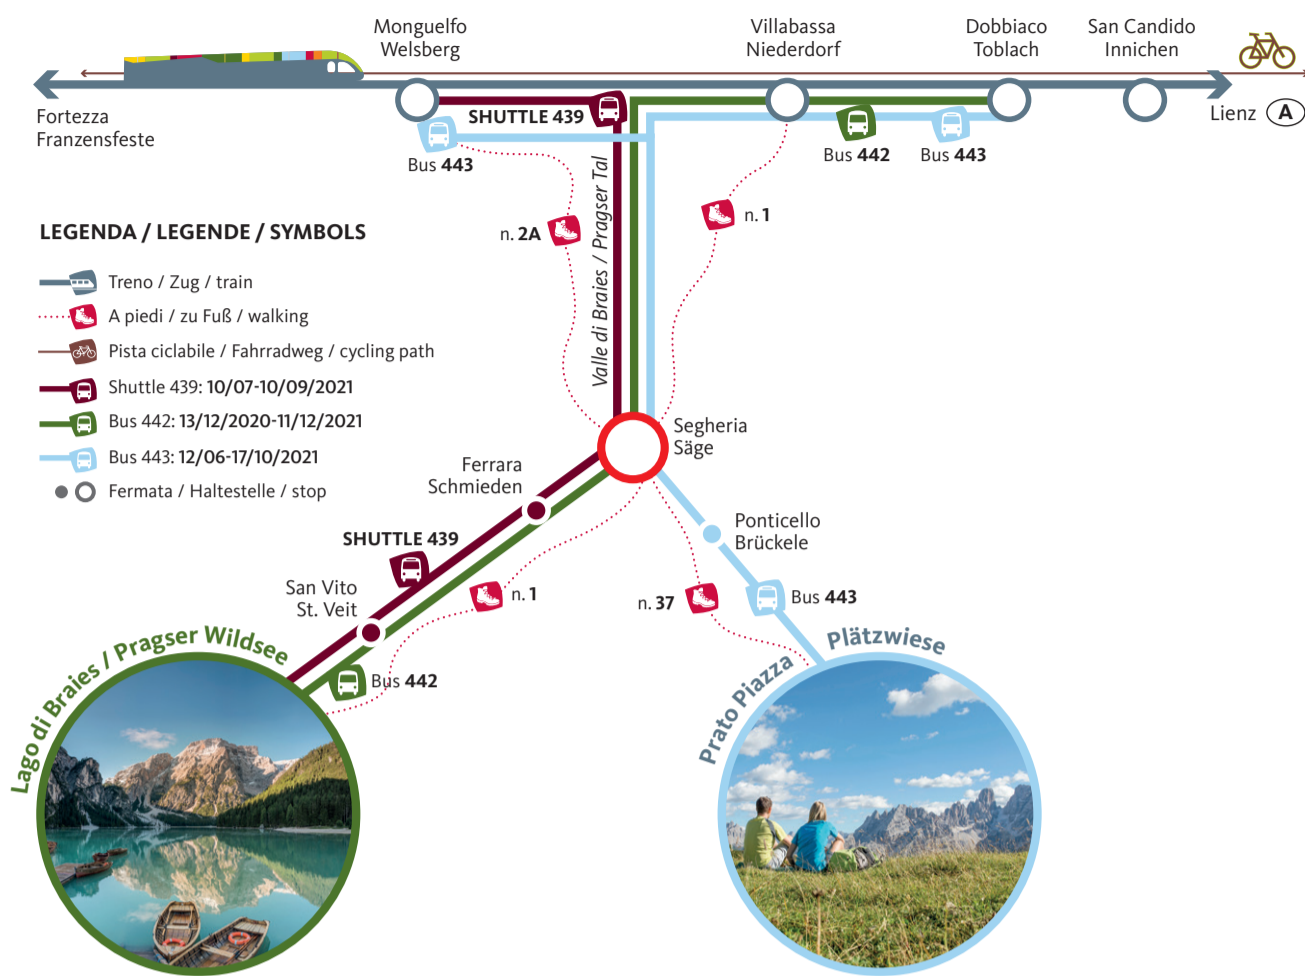 Monguelfo
Welsberg
Villabassa
Niederdorf
Dobbiaco
Toblach
San Candido
Innichen
Fortezza
Franzensfeste
SHUTTLE 439
Lienz A
Bus 443
Bus 442
Bus 443
Valle di Braies / Pragser Tal
n. 2A
n. 1
LEGENDA / LEGENDE / SYMBOLS
Treno / Zug / train
A piedi / zu Fuß / walking
Pista ciclabile / Fahrradweg / cycling path
Shuttle 439: 10/07-10/09/2021
Bus 442: 13/12/2020-11/12/2021
Bus 443: 12/06-17/10/2021
Fermata / Haltestelle / stop
Segheria
Säge
Ferrara
Schmieden
Ponticello
Brückele
SHUTTLE 439
San Vito
St. Veit
n. 1
n. 37
Bus 443
Bus 442
Lago di Braies / Pragser Wildsee
Prato Piazza
Plätzwiese